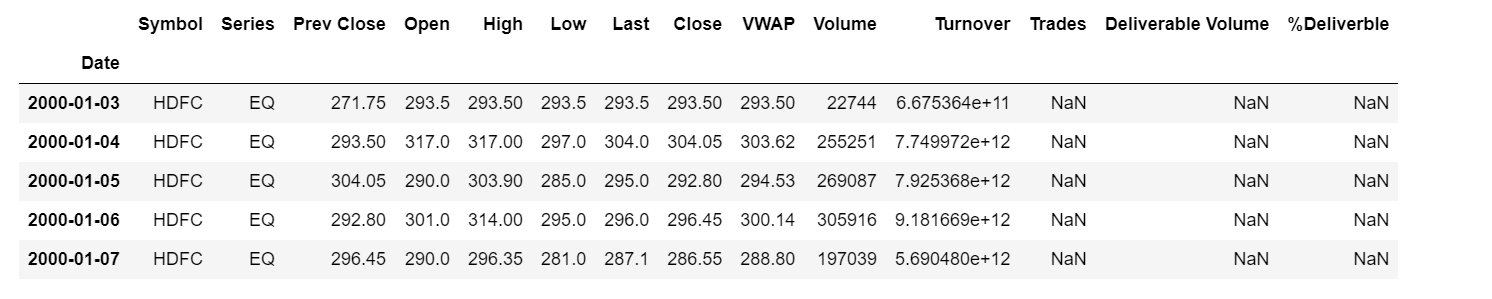 Symbol Series Prev Close Open High Low Last Close VWAP Volume Turnover Trades Deliverable Volume %Deliverble
Date
2000-01-03 HDFC EQ 271.75 293.5 293.50 293.5 293.5 293.50 293.50 22744 6.675364e+11 NaN NaN NaN
2000-01-04 HDFC EQ 293.50 317.0 317.00 297.0 304.0 304.05 303.62 255251 7.749972e+12 NaN NaN NaN
2000-01-05 HDFC EQ 304.05 290.0 303.90 285.0 295.0 292.80 294.53 269087 7.925368e+12 NaN NaN NaN
2000-01-06 HDFC EQ 292.80 301.0 314.00 295.0 296.0 296.45 300.14 305916 9.181669e+12 NaN NaN NaN
2000-01-07 HDFC EQ 296.45 290.0 296.35 281.0 287.1 286.55 288.80 197039 5.690480e+12 NaN NaN NaN